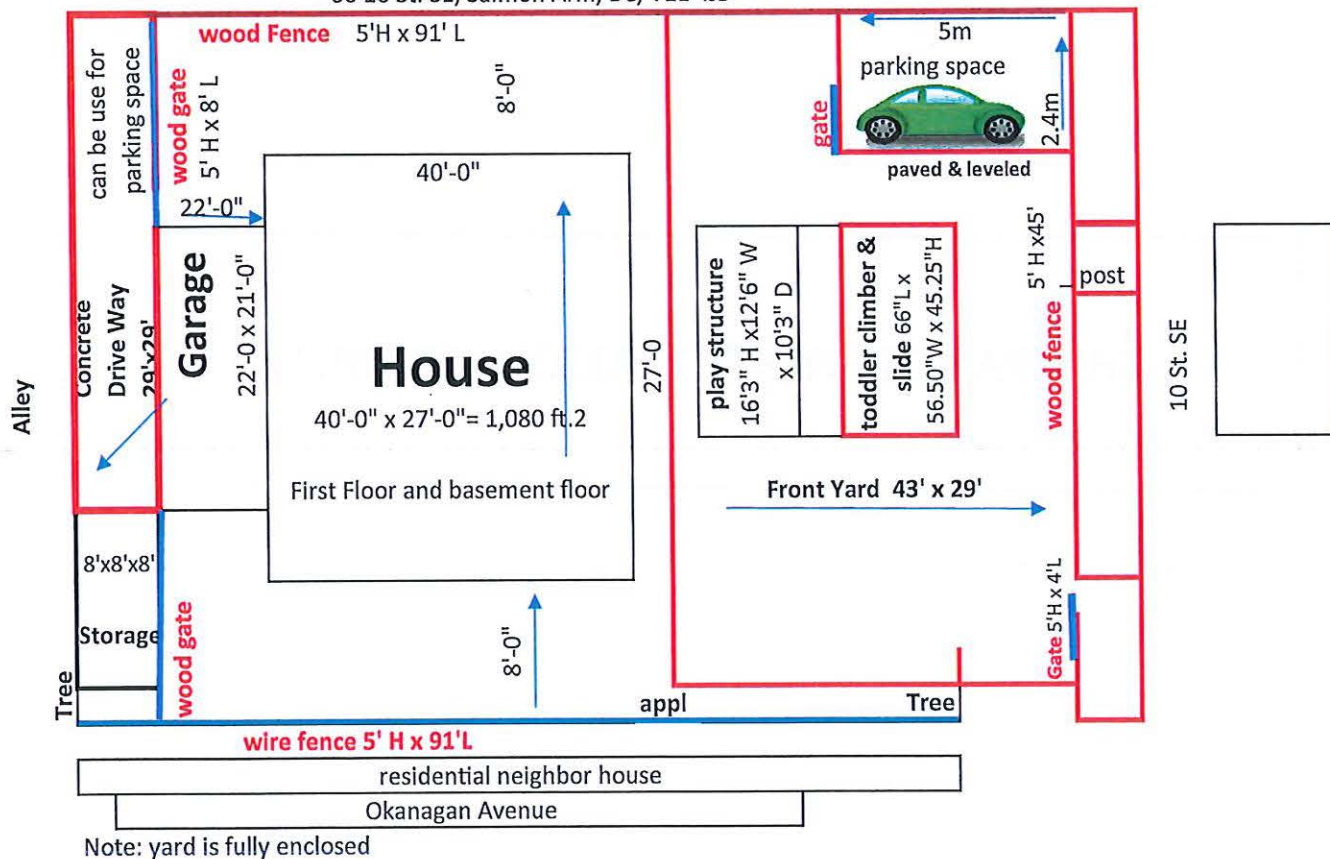 wood Fence 5'H x 91' L
can be use for
parking space
wood gate
5' H x 8' L
8'-0"
5m
parking space
gate
2.4m
paved & leveled
40'-0"
22'-0"
Garage
22'-0 x 21'-0"
House
40'-0" x 27'-0"= 1,080 ft.2
First Floor and basement floor
27'-0
play structure
16'3" H x12'6" W
x 10'3" D
toddler climber &
slide 66"L x
56.50"W x 45.25"H
5' H x45'
wood fence
post
10 St. SE
Alley
Concrete
Drive Way
29'x29'
Front Yard 43' x 29'
8'x8'x8'
Storage
Tree
wood gate
8'-0"
Gate 5'H x 4'L
appl
Tree
wire fence 5' H x 91'L
residential neighbor house
Okanagan Avenue
Note: yard is fully enclosed